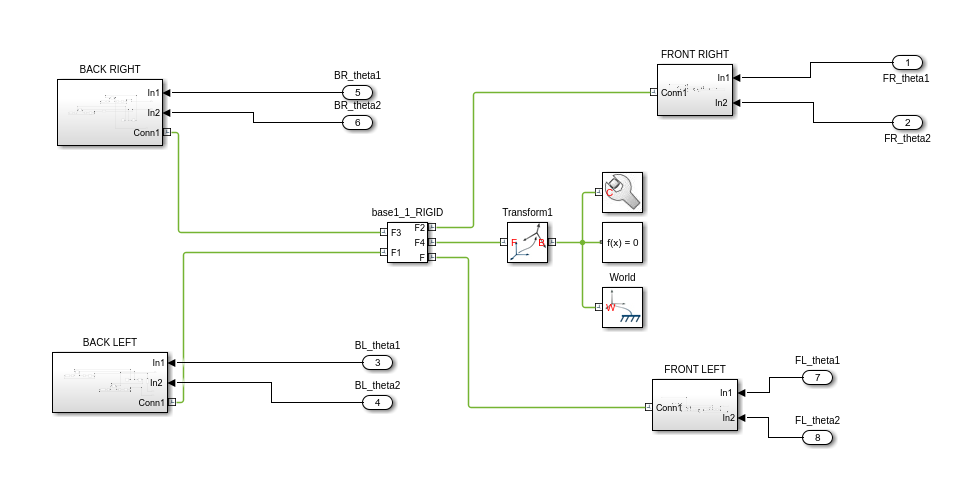 BACK RIGHT
In1
In2
Conn1
BR_theta1
5
BR_theta2
6
FRONT RIGHT
In1
Conn1
In2
1
FR_theta1
2
FR_theta2
base1_1_RIGID
F3
F1
F2
F4
F
Transform1
F
B
C
f(x) = 0
World
W
BACK LEFT
In1
In2
Conn1
BL_theta1
3
BL_theta2
4
FRONT LEFT
In1
Conn1
In2
FL_theta1
7
FL_theta2
8